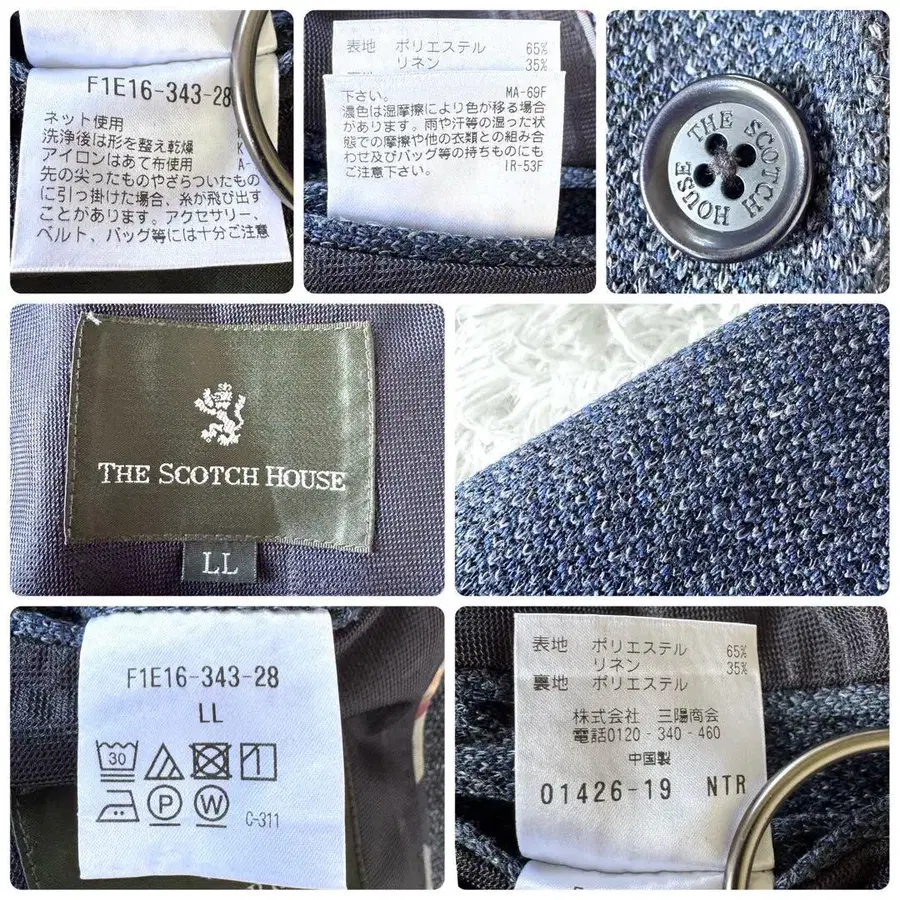 F1E16-343-28
ネット使用
洗浄後は形を整え乾燥
アイロンはあて布使用
先の尖ったものやざらついたもの
に引っ掛けた場合、糸が飛び出す
ことがあります。アクセサリー、
ベルト、バッグ等には十分ご注意
表地 ポリエステル 65%
リネン 35%
下さい。 MA-69F
濃色は湿摩擦により色が移る場合
があります。雨や汗等の湿った状
態での摩擦や他の衣類との組み合
わせ及びバッグ等の持ちものにも
ご注意下さい。 IR-53F
THE SCOTCH HOUSE
THE SCOTCH HOUSE
LL
F1E16-343-28
LL
30
P
W
C-311
表地 ポリエステル 65%
リネン 35%
裏地 ポリエステル
株式会社 三陽商会
電話0120-340-460
中国製
01426-19 NTR